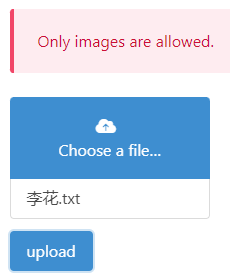 Only images are allowed.
Choose a file...
李花.txt
upload